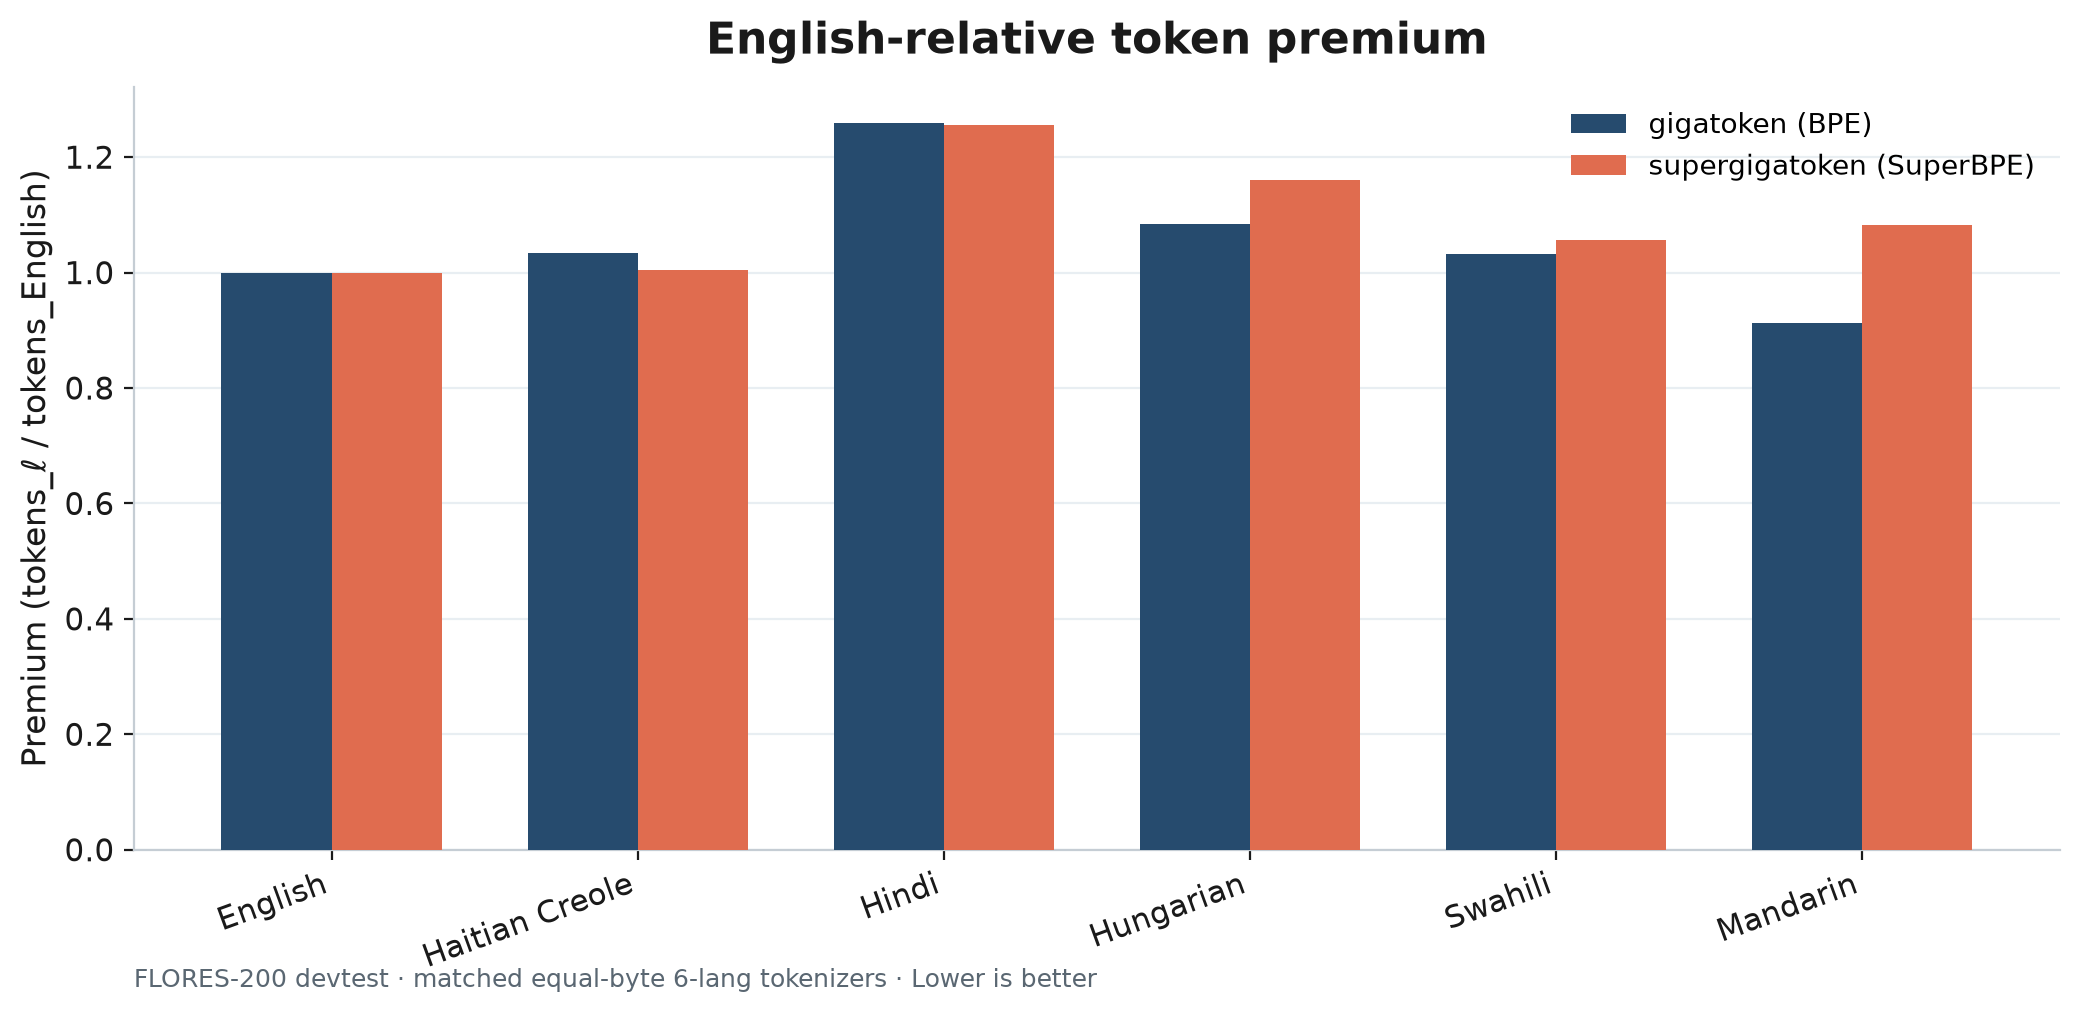 English-relative token premium
Premium (tokens_ℓ / tokens_English)
1.2
1.0
0.8
0.6
0.4
0.2
0.0
gigatoken (BPE)
supergigatoken (SuperBPE)
English
Haitian Creole
Hindi
Hungarian
Swahili
Mandarin
FLORES-200 devtest · matched equal-byte 6-lang tokenizers · Lower is better